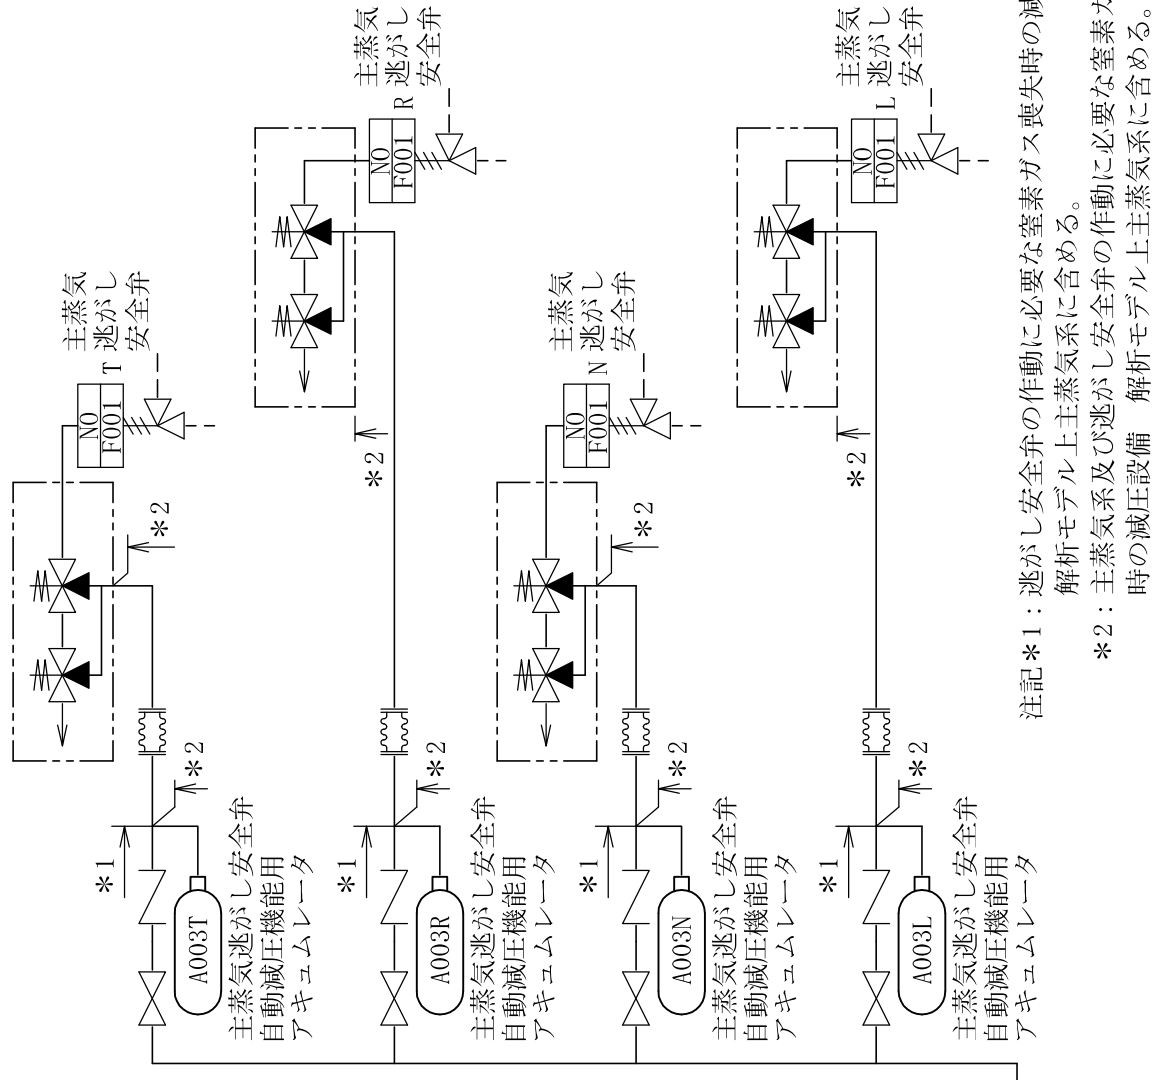 主蒸気
逃がし
安全弁
NO
F001
T
*2
*2
*1
A003T
主蒸気逃がし安全弁
自動減圧機能用
アキュムレータ
主蒸気
逃がし
安全弁
NO
F001
R
*2
*2
*1
A003R
主蒸気逃がし安全弁
自動減圧機能用
アキュムレータ
主蒸気
逃がし
安全弁
NO
F001
N
*2
*2
*1
A003N
主蒸気逃がし安全弁
自動減圧機能用
アキュムレータ
主蒸気
逃がし
安全弁
NO
F001
L
*2
*2
*1
A003L
主蒸気逃がし安全弁
自動減圧機能用
アキュムレータ
注記*1:逃がし安全弁の作動に必要な窒素ガス喪失時の減
解析モデル上主蒸気系に含める。
*2:主蒸気系及び逃がし安全弁の作動に必要な窒素ガ
時の減圧設備 解析モデル上主蒸気系に含める。